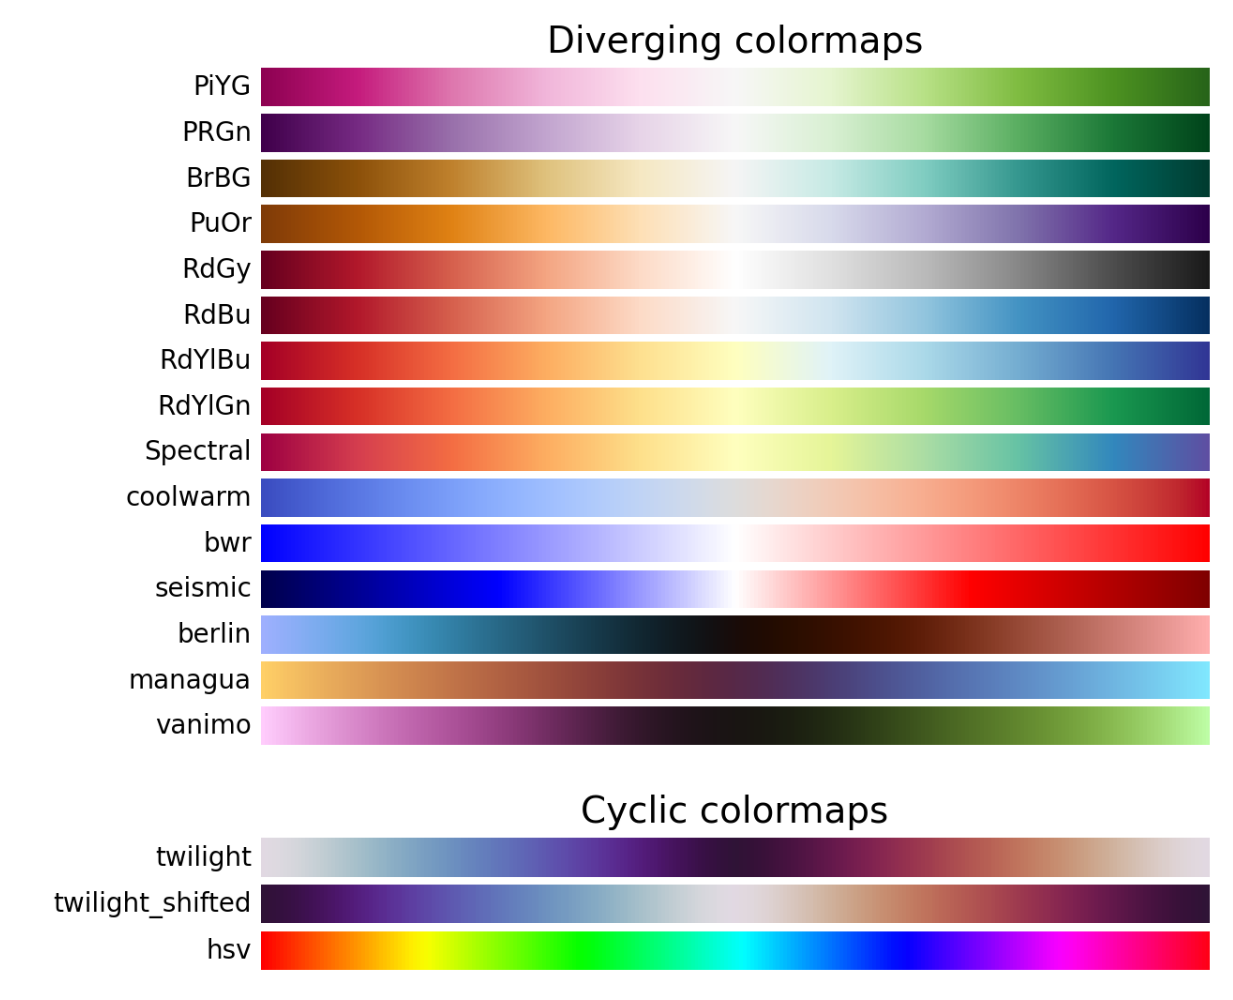 Diverging colormaps
PiYG
PRGn
BrBG
PuOr
RdGy
RdBu
RdYlBu
RdYlGn
Spectral
coolwarm
bwr
seismic
berlin
managua
vanimo
Cyclic colormaps
twilight
twilight_shifted
hsv